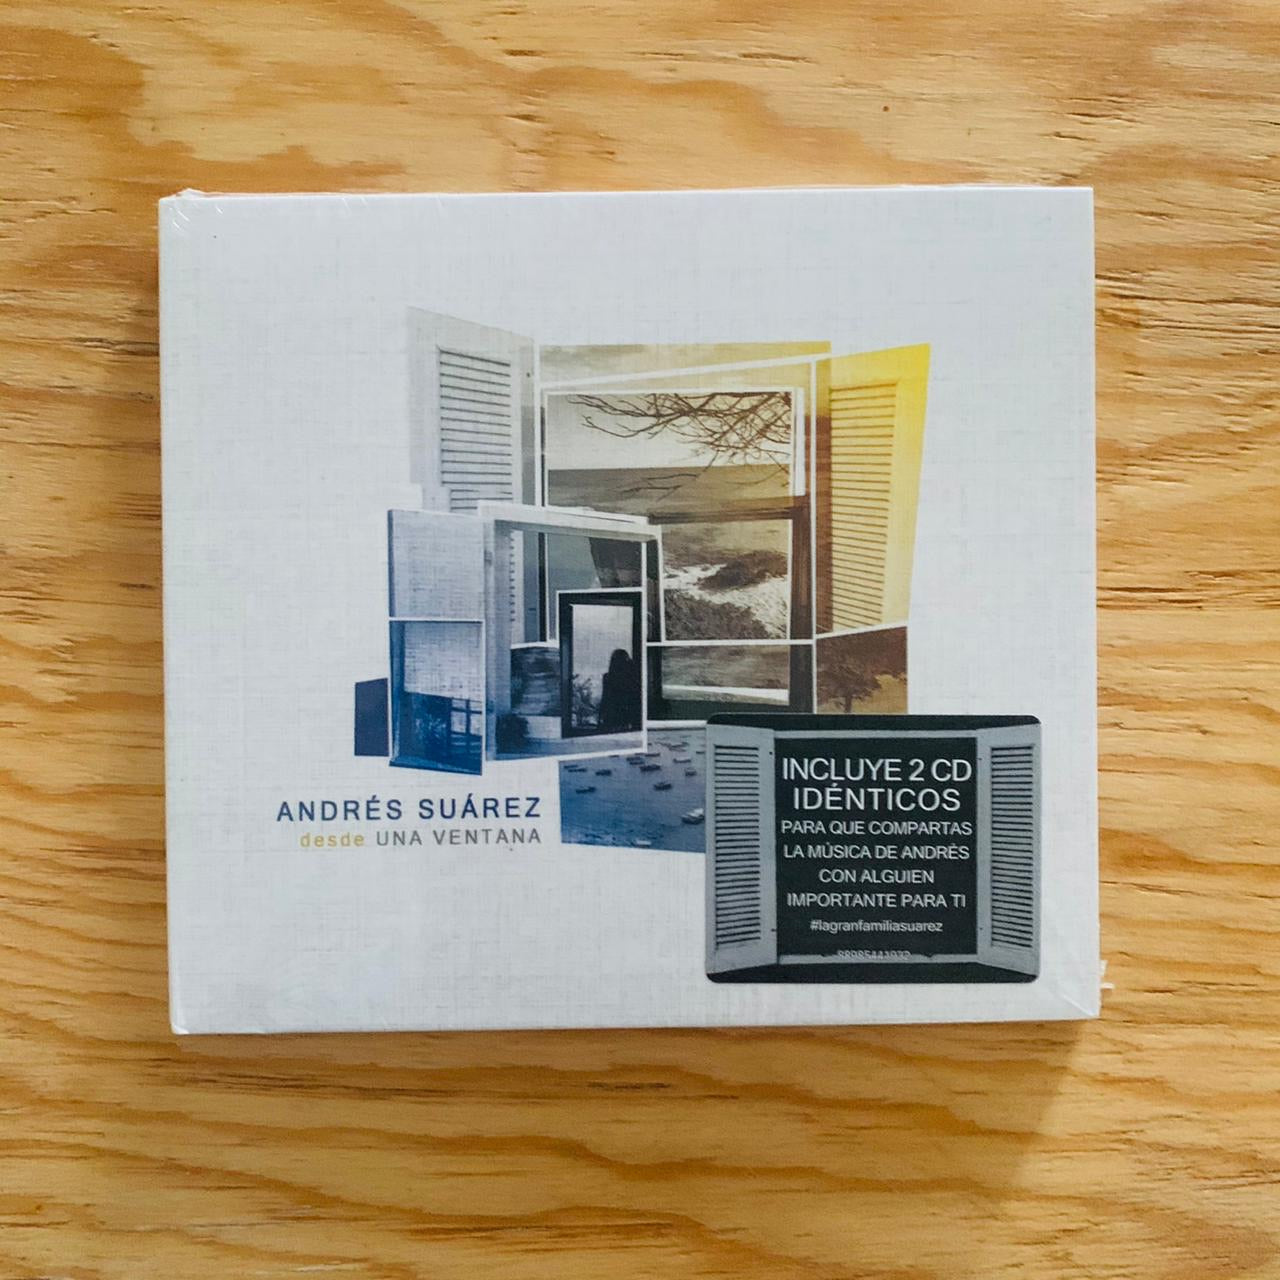 ANDRÉS SUÁREZ
desde UNA VENTANA
INCLUYE 2 CD
IDÉNTICOS
PARA QUE COMPARTAS
LA MÚSICA DE ANDRÉS
CON ALGUIEN
IMPORTANTE PARA TI
#lagranfamiliasuarez